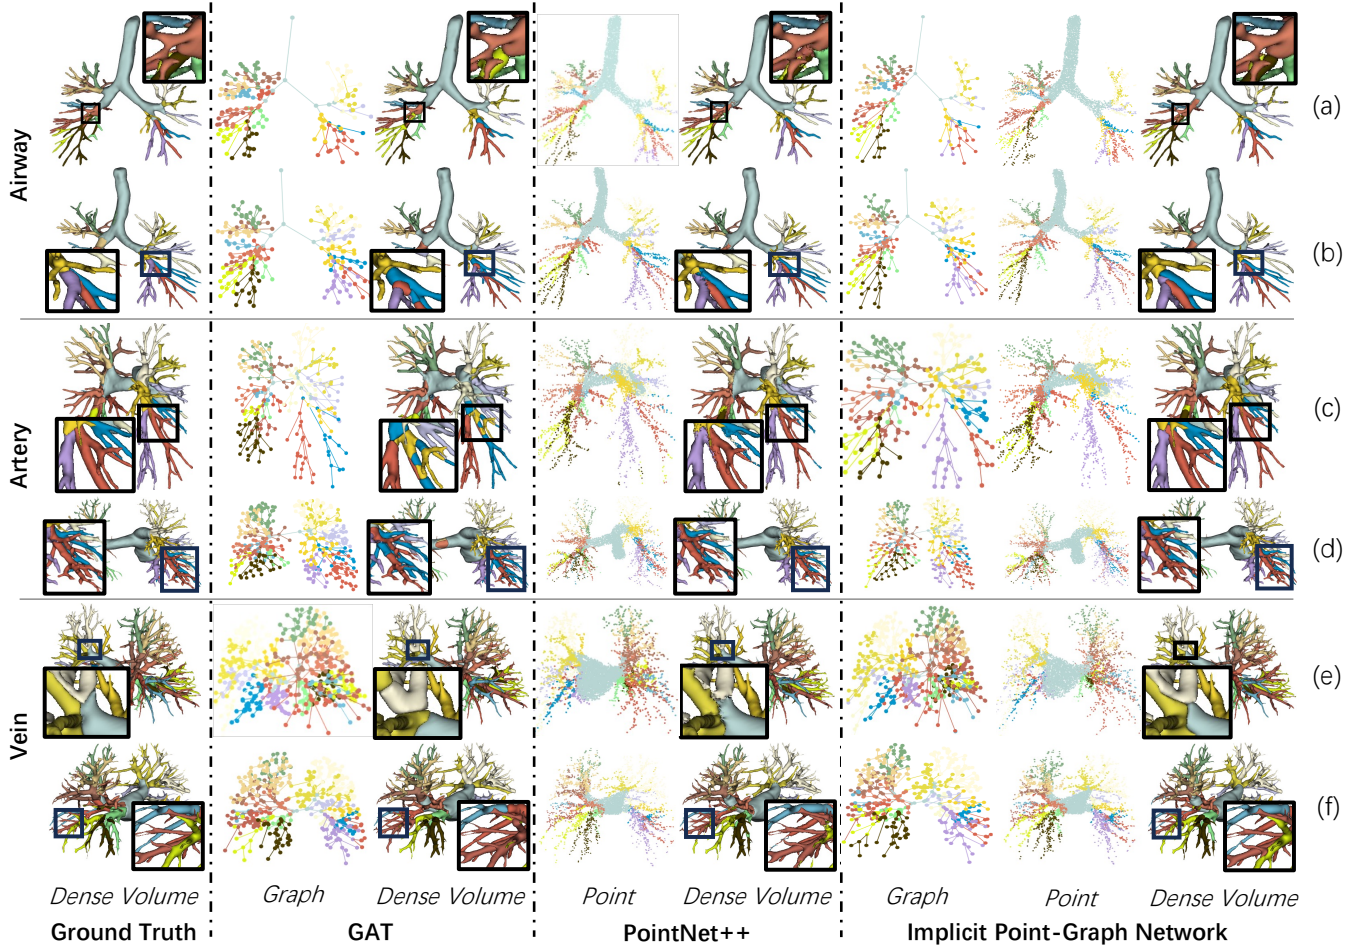 Airway
(a)
(b)
Artery
(c)
(d)
Vein
(e)
(f)
Dense Volume Graph Dense Volume Point Dense Volume Graph Point Dense Volume
Ground Truth GAT PointNet++ Implicit Point-Graph Network